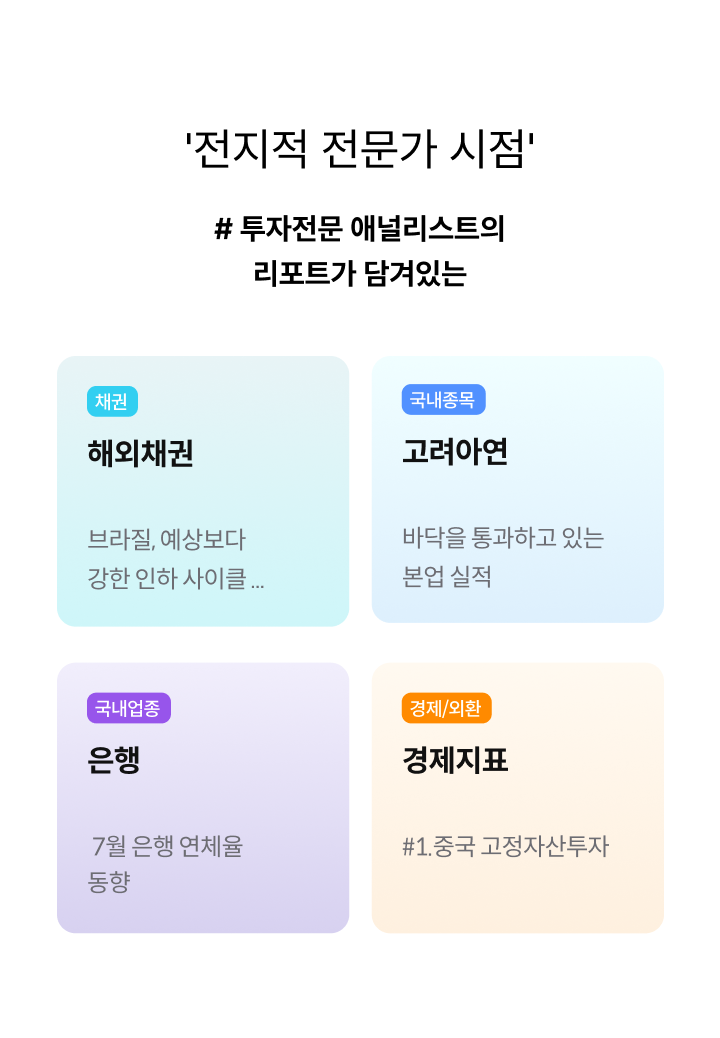 '전지적 전문가 시점'
# 투자전문 애널리스트의
리포트가 담겨있는
채권
해외채권
브라질, 예상보다
강한 인하 사이클 ...
국내종목
고려아연
바닥을 통과하고 있는
본업 실적
국내업종
은행
7월 은행 연체율
동향
경제/외환
경제지표
#1.중국 고정자산투자